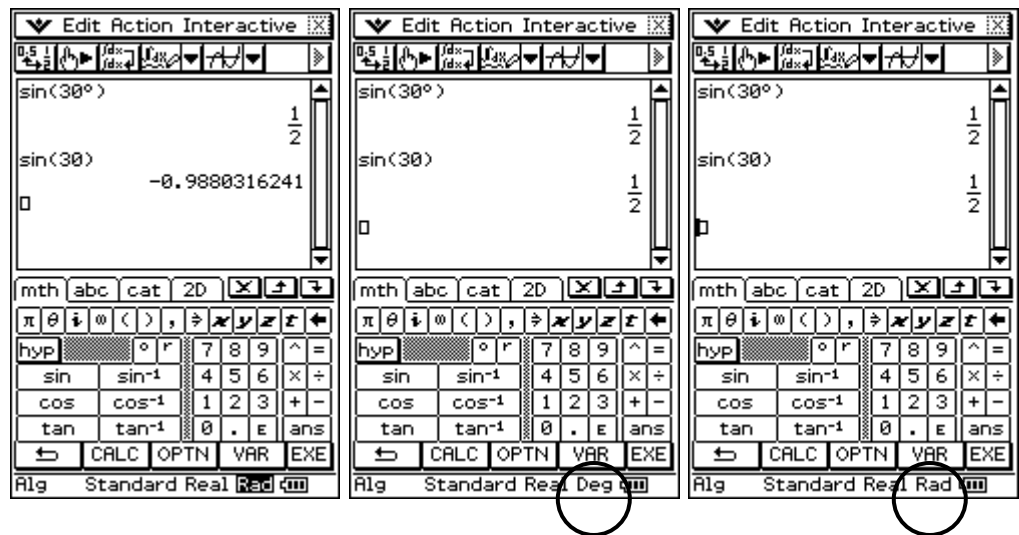 Edit Action Interactive
sin(30°)
1
2
sin(30)
-0.9880316241
mth abc cat 2D
π θ i ∞ ( ) , ⇒ x y z t
hyp ° r 7 8 9 ^ =
sin sin-1 4 5 6 × ÷
cos cos-1 1 2 3 + −
tan tan-1 0 . E ans
CALC OPTN VAR EXE
Alg Standard Real Rad
Edit Action Interactive
sin(30°)
1
2
sin(30)
1
2
mth abc cat 2D
π θ i ∞ ( ) , ⇒ x y z t
hyp ° r 7 8 9 ^ =
sin sin-1 4 5 6 × ÷
cos cos-1 1 2 3 + −
tan tan-1 0 . E ans
CALC OPTN VAR EXE
Alg Standard Real Deg
Edit Action Interactive
sin(30°)
1
2
sin(30)
1
2
mth abc cat 2D
π θ i ∞ ( ) , ⇒ x y z t
hyp ° r 7 8 9 ^ =
sin sin-1 4 5 6 × ÷
cos cos-1 1 2 3 + −
tan tan-1 0 . E ans
CALC OPTN VAR EXE
Alg Standard Real Rad